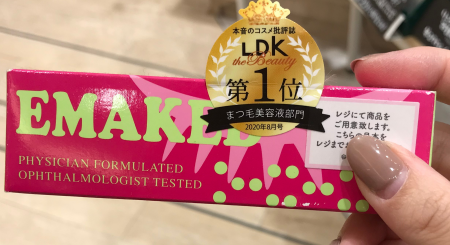 本音のコスメ批評誌
LDK
the Beauty
第1位
まつ毛美容液部門
2020年8月号
EMAKE
PHYSICIAN FORMULATED
OPHTHALMOLOGIST TESTED
レジにて商品を
ご用意致します。
こちらの見本を
レジまで